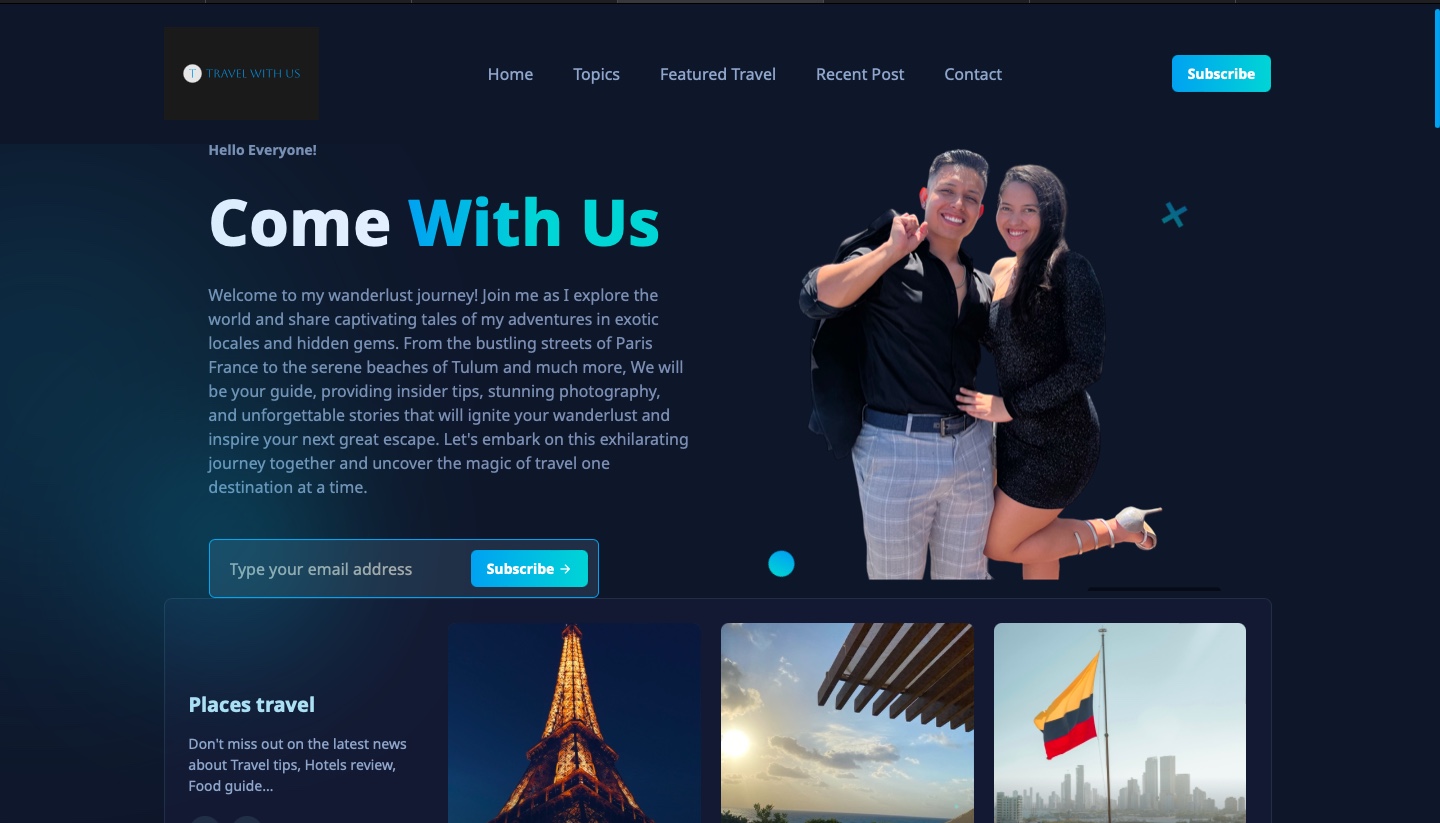 T TRAVEL WITH US
Home
Topics
Featured Travel
Recent Post
Contact
Subscribe
Hello Everyone!
Come With Us
Welcome to my wanderlust journey! Join me as I explore the
world and share captivating tales of my adventures in exotic
locales and hidden gems. From the bustling streets of Paris
France to the serene beaches of Tulum and much more, We will
be your guide, providing insider tips, stunning photography,
and unforgettable stories that will ignite your wanderlust and
inspire your next great escape. Let's embark on this exhilarating
journey together and uncover the magic of travel one
destination at a time.
Type your email address
Subscribe →
Places travel
Don't miss out on the latest news
about Travel tips, Hotels review,
Food guide...